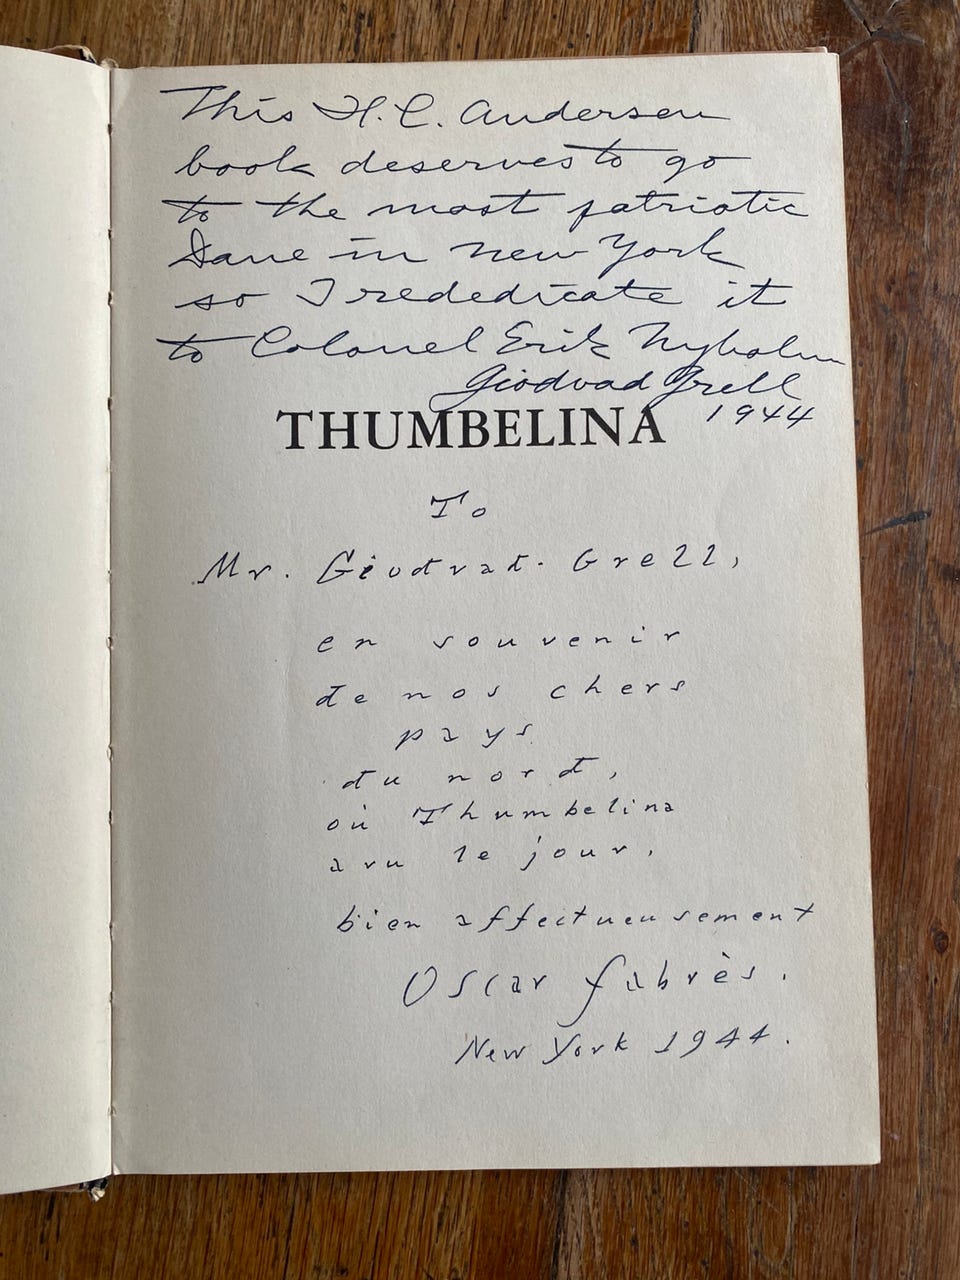 This H.C. Andersen
book deserves to go
to the most patriotic
Dane in New York
so I rededicate it
to Colonel Erik Nyholm
Giodvad Grell
1944
THUMBELINA
To
Mr. Giodvad. Grell,
en souvenir
de nos chers
pays
du nord,
où Thumbelina
a vu le jour,
bien affectueusement
Oscar Fabrès.
New York 1944.